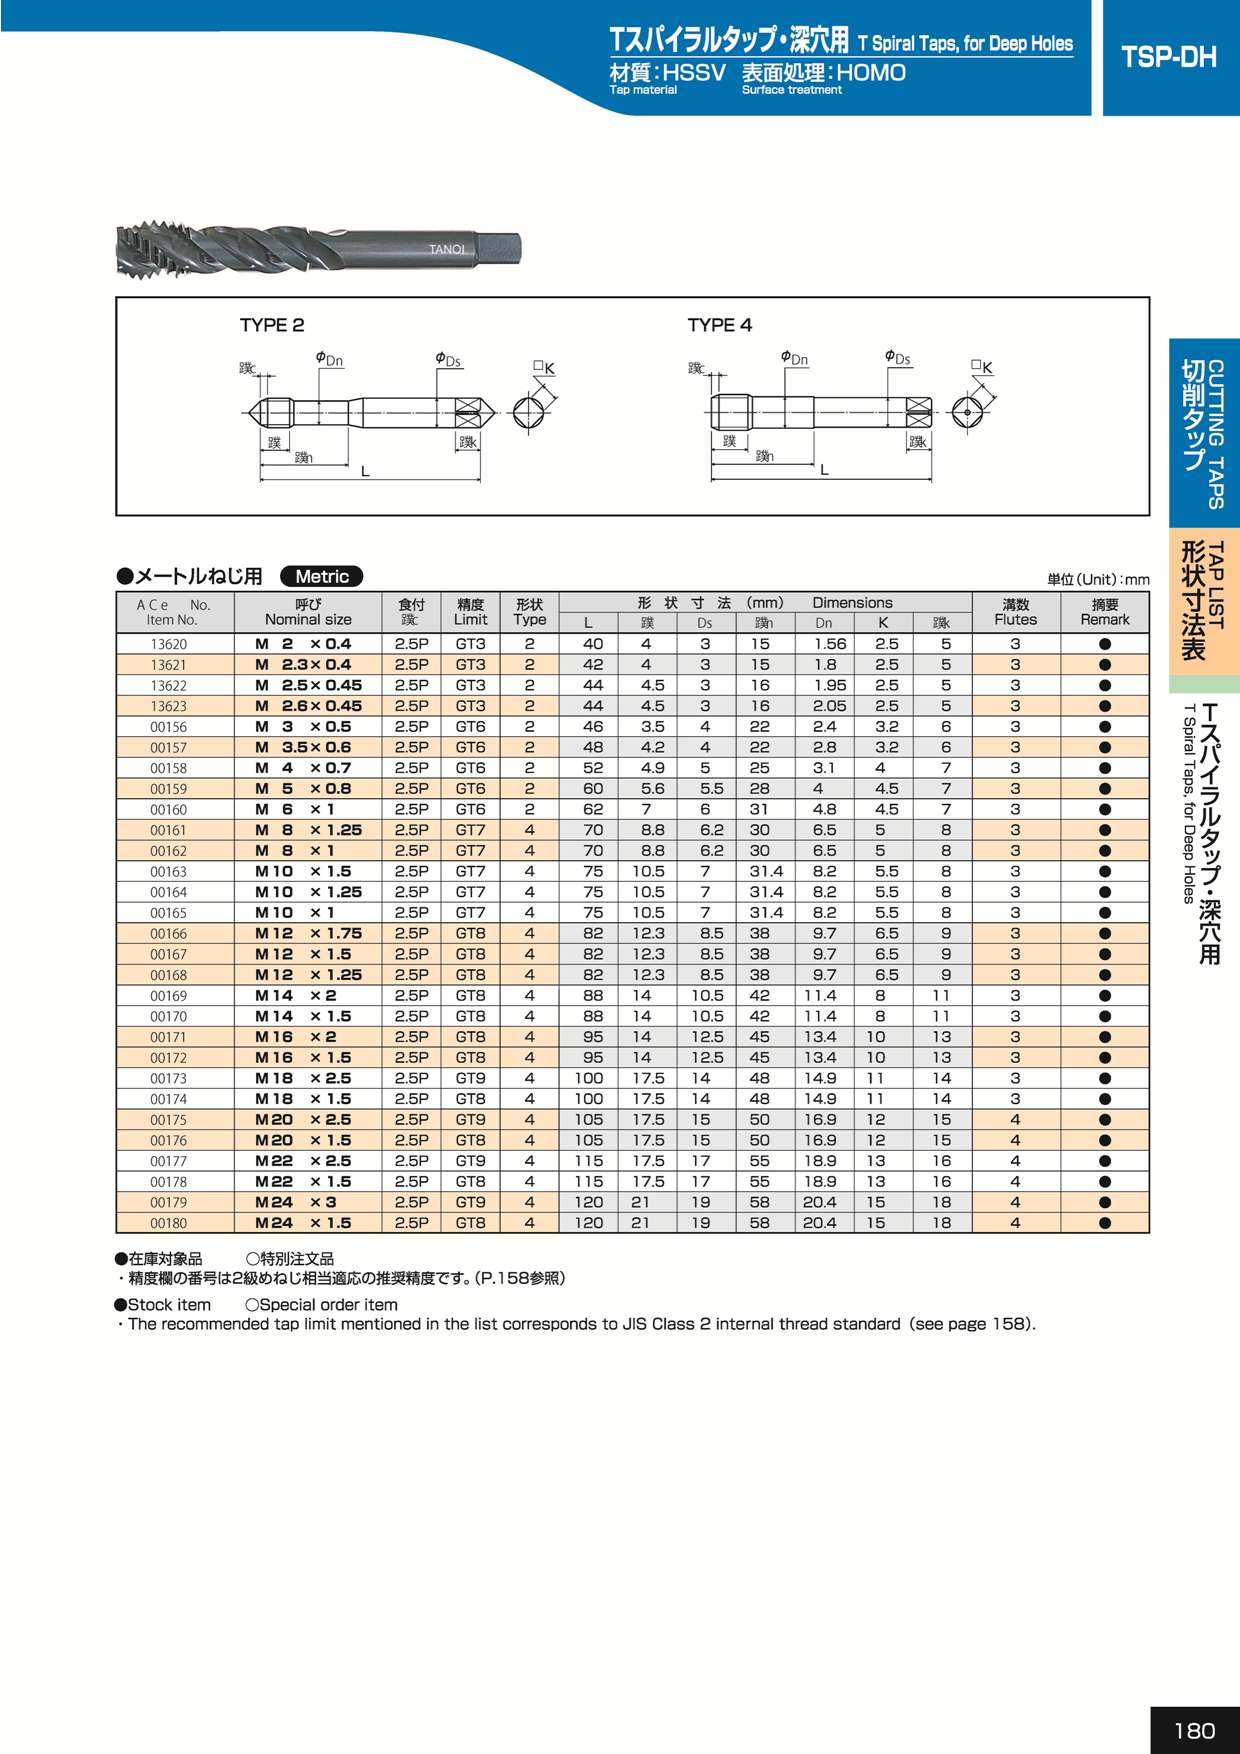 Tスパイラルタップ・深穴用 T Spiral Taps, for Deep Holes
材質：HSSV 表面処理：HOMO
Tap material Surface treatment
TSP-DH
TANOI
TYPE 2
蹼c
φDn
φDs
□K
蹼
蹼n
蹼k
L
TYPE 4
蹼c
φDn
φDs
□K
蹼
蹼n
蹼k
L
●メートルねじ用 Metric
単位(Unit)：mm
ACe No. 呼び 食付 精度 形状 形状寸法 (mm) Dimensions 溝数 摘要
Item No. Nominal size 蹼c Limit Type L 蹼 Ds 蹼n Dn K 蹼k Flutes Remark
13620 M 2 ×0.4 2.5P GT3 2 40 4 3 15 1.56 2.5 5 3 ●
13621 M 2.3×0.4 2.5P GT3 2 42 4 3 15 1.8 2.5 5 3 ●
13622 M 2.5×0.45 2.5P GT3 2 44 4.5 3 16 1.95 2.5 5 3 ●
13623 M 2.6×0.45 2.5P GT3 2 44 4.5 3 16 2.05 2.5 5 3 ●
00156 M 3 ×0.5 2.5P GT6 2 46 3.5 4 22 2.4 3.2 6 3 ●
00157 M 3.5×0.6 2.5P GT6 2 48 4.2 4 22 2.8 3.2 6 3 ●
00158 M 4 ×0.7 2.5P GT6 2 52 4.9 5 25 3.1 4 7 3 ●
00159 M 5 ×0.8 2.5P GT6 2 60 5.6 5.5 28 4 4.5 7 3 ●
00160 M 6 ×1 2.5P GT6 2 62 7 6 31 4.8 4.5 7 3 ●
00161 M 8 ×1.25 2.5P GT7 4 70 8.8 6.2 30 6.5 5 8 3 ●
00162 M 8 ×1 2.5P GT7 4 70 8.8 6.2 30 6.5 5 8 3 ●
00163 M10 ×1.5 2.5P GT7 4 75 10.5 7 31.4 8.2 5.5 8 3 ●
00164 M10 ×1.25 2.5P GT7 4 75 10.5 7 31.4 8.2 5.5 8 3 ●
00165 M10 ×1 2.5P GT7 4 75 10.5 7 31.4 8.2 5.5 8 3 ●
00166 M12 ×1.75 2.5P GT8 4 82 12.3 8.5 38 9.7 6.5 9 3 ●
00167 M12 ×1.5 2.5P GT8 4 82 12.3 8.5 38 9.7 6.5 9 3 ●
00168 M12 ×1.25 2.5P GT8 4 82 12.3 8.5 38 9.7 6.5 9 3 ●
00169 M14 ×2 2.5P GT8 4 88 14 10.5 42 11.4 8 11 3 ●
00170 M14 ×1.5 2.5P GT8 4 88 14 10.5 42 11.4 8 11 3 ●
00171 M16 ×2 2.5P GT8 4 95 14 12.5 45 13.4 10 13 3 ●
00172 M16 ×1.5 2.5P GT8 4 95 14 12.5 45 13.4 10 13 3 ●
00173 M18 ×2.5 2.5P GT9 4 100 17.5 14 48 14.9 11 14 3 ●
00174 M18 ×1.5 2.5P GT8 4 100 17.5 14 48 14.9 11 14 3 ●
00175 M20 ×2.5 2.5P GT9 4 105 17.5 15 50 16.9 12 15 4 ●
00176 M20 ×1.5 2.5P GT8 4 105 17.5 15 50 16.9 12 15 4 ●
00177 M22 ×2.5 2.5P GT9 4 115 17.5 17 55 18.9 13 16 4 ●
00178 M22 ×1.5 2.5P GT8 4 115 17.5 17 55 18.9 13 16 4 ●
00179 M24 ×3 2.5P GT9 4 120 21 19 58 20.4 15 18 4 ●
00180 M24 ×1.5 2.5P GT8 4 120 21 19 58 20.4 15 18 4 ●
●在庫対象品 ○特別注文品
・精度欄の番号は2級めねじ相当適応の推奨精度です。(P.158参照)
●Stock item ○Special order item
・The recommended tap limit mentioned in the list corresponds to JIS Class 2 internal thread standard (see page 158).
CUTTING TAPS
切削タップ
TAP LIST
形状寸法表
Tスパイラルタップ・深穴用
T Spiral Taps, for Deep Holes
180